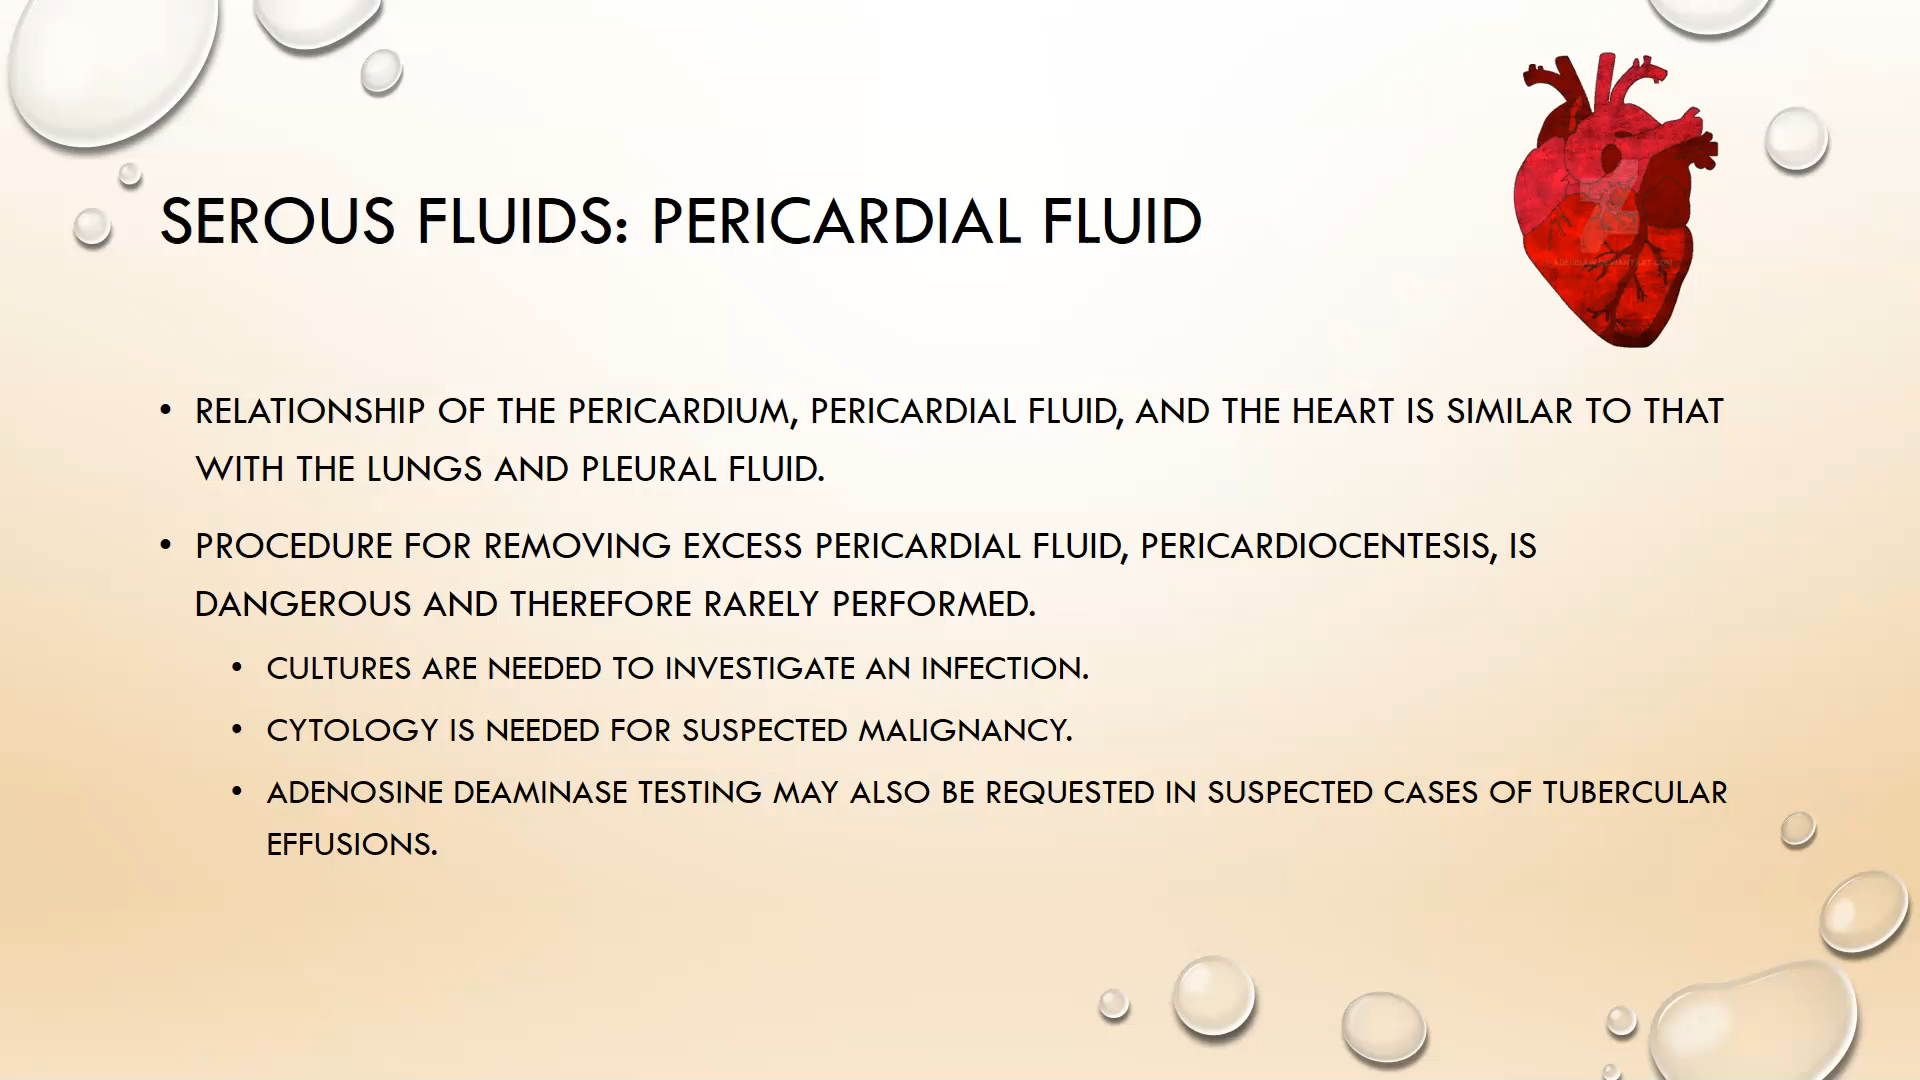 SEROUS FLUIDS: PERICARDIAL FLUID
• RELATIONSHIP OF THE PERICARDIUM, PERICARDIAL FLUID, AND THE HEART IS SIMILAR TO THAT
WITH THE LUNGS AND PLEURAL FLUID.
• PROCEDURE FOR REMOVING EXCESS PERICARDIAL FLUID, PERICARDIOCENTESIS, IS
DANGEROUS AND THEREFORE RARELY PERFORMED.
• CULTURES ARE NEEDED TO INVESTIGATE AN INFECTION.
• CYTOLOGY IS NEEDED FOR SUSPECTED MALIGNANCY.
• ADENOSINE DEAMINASE TESTING MAY ALSO BE REQUESTED IN SUSPECTED CASES OF TUBERCULAR
EFFUSIONS.